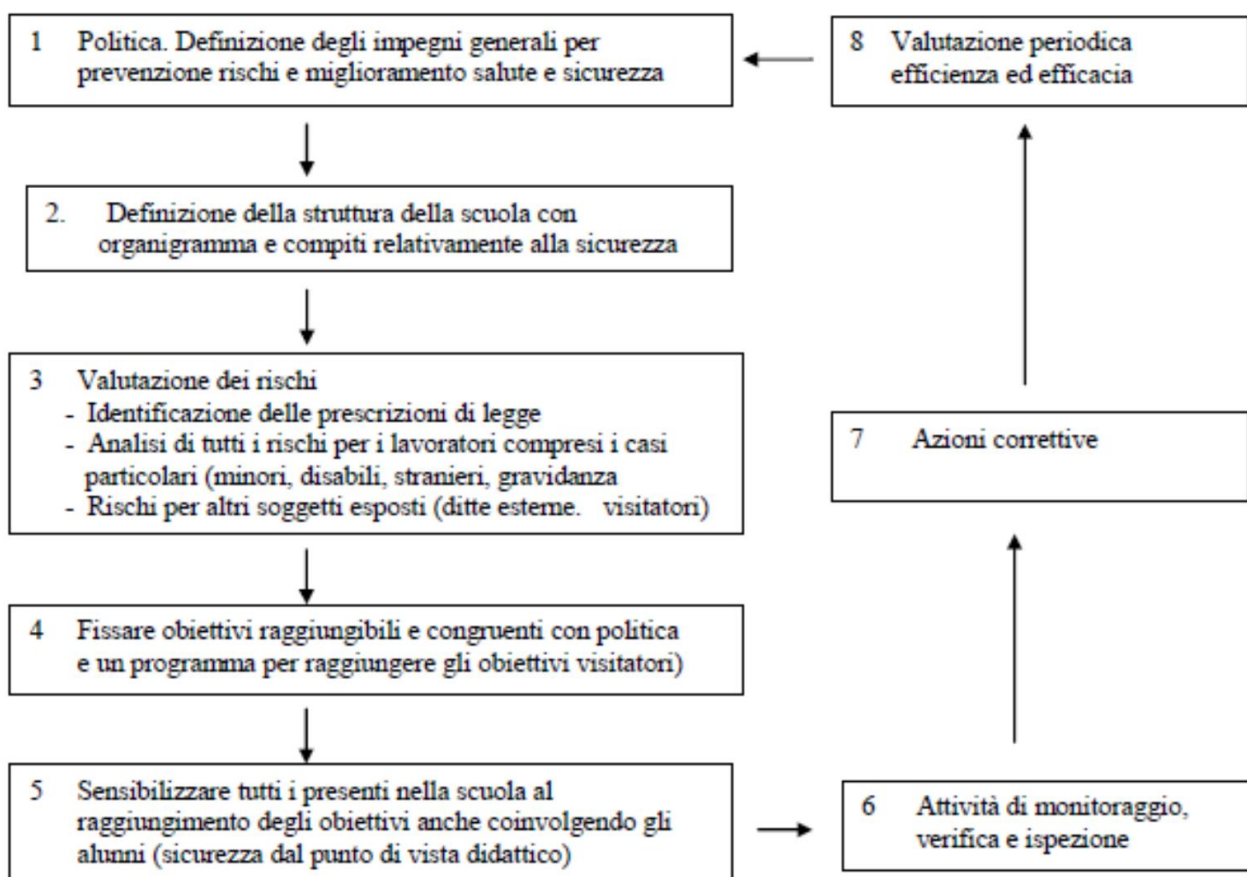 1 Politica. Definizione degli impegni generali per
prevenzione rischi e miglioramento salute e sicurezza
8 Valutazione periodica
efficienza ed efficacia
2. Definizione della struttura della scuola con
organigramma e compiti relativamente alla sicurezza
3 Valutazione dei rischi
- Identificazione delle prescrizioni di legge
- Analisi di tutti i rischi per i lavoratori compresi i casi
particolari (minori, disabili, stranieri, gravidanza
- Rischi per altri soggetti esposti (ditte esterne. visitatori)
7 Azioni correttive
4 Fissare obiettivi raggiungibili e congruenti con politica
e un programma per raggiungere gli obiettivi visitatori)
5 Sensibilizzare tutti i presenti nella scuola al
raggiungimento degli obiettivi anche coinvolgendo gli
alunni (sicurezza dal punto di vista didattico)
6 Attività di monitoraggio,
verifica e ispezione